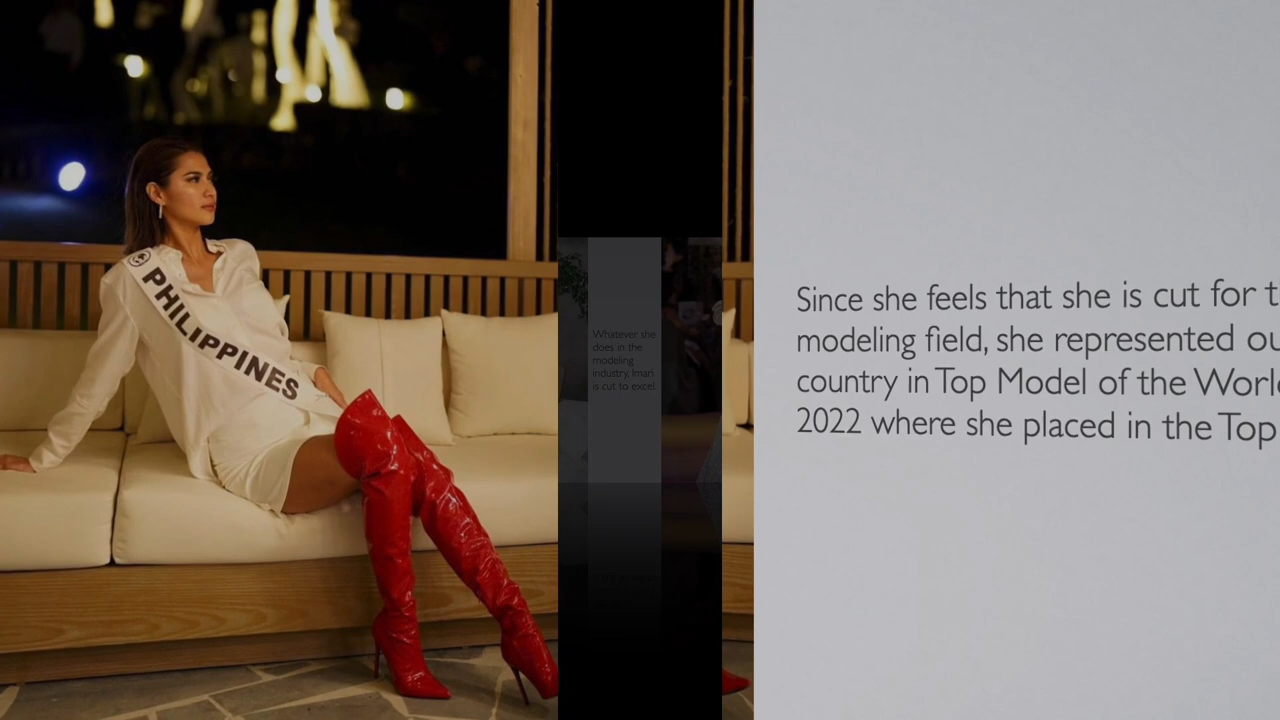 PHILIPPINES
Whatever she
does in the
modeling
industry, Imari
is cut to excel.
Since she feels that she is cut for t
modeling field, she represented ou
country in Top Model of the Worl
2022 where she placed in the Top